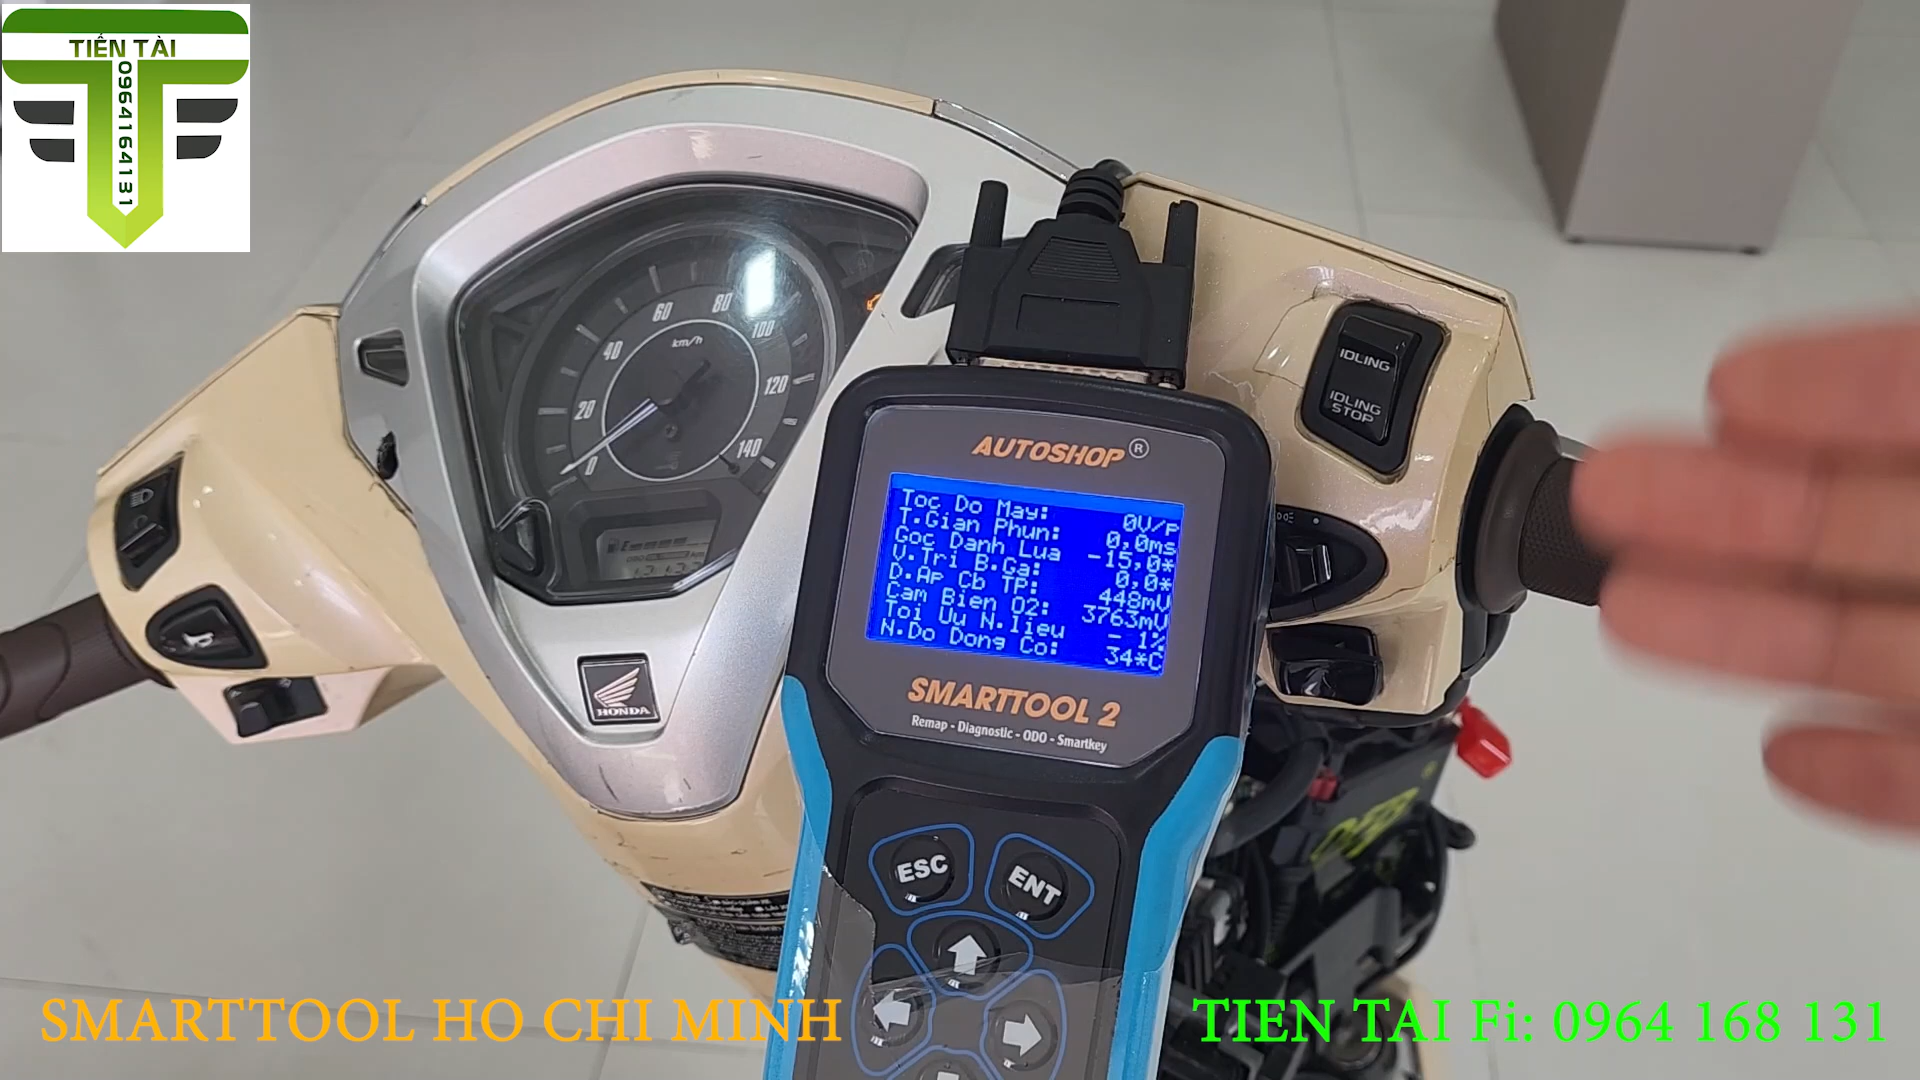 TIẾN TÀI
0964164131
60
80
100
40
km/h
120
20
140
0
HONDA
IDLING
IDLING
STOP
AUTOSHOP ®
Toc Do May: 0V/P
T.Gian Phun: 0,0ms
Goc Danh Lua -15,0*
V.Tri B.Ga: 0,0*
D.Ap Cb TP: 448mV
Cam Bien O2: 3763mV
Toi Uu N.lieu - 1%
N.Do Dong Co: 34*C
SMARTTOOL 2
Remap - Diagnostic - ODO - Smartkey
ESC
ENT
SMARTTOOL HO CHI MINH
TIEN TAI Fi: 0964 168 131